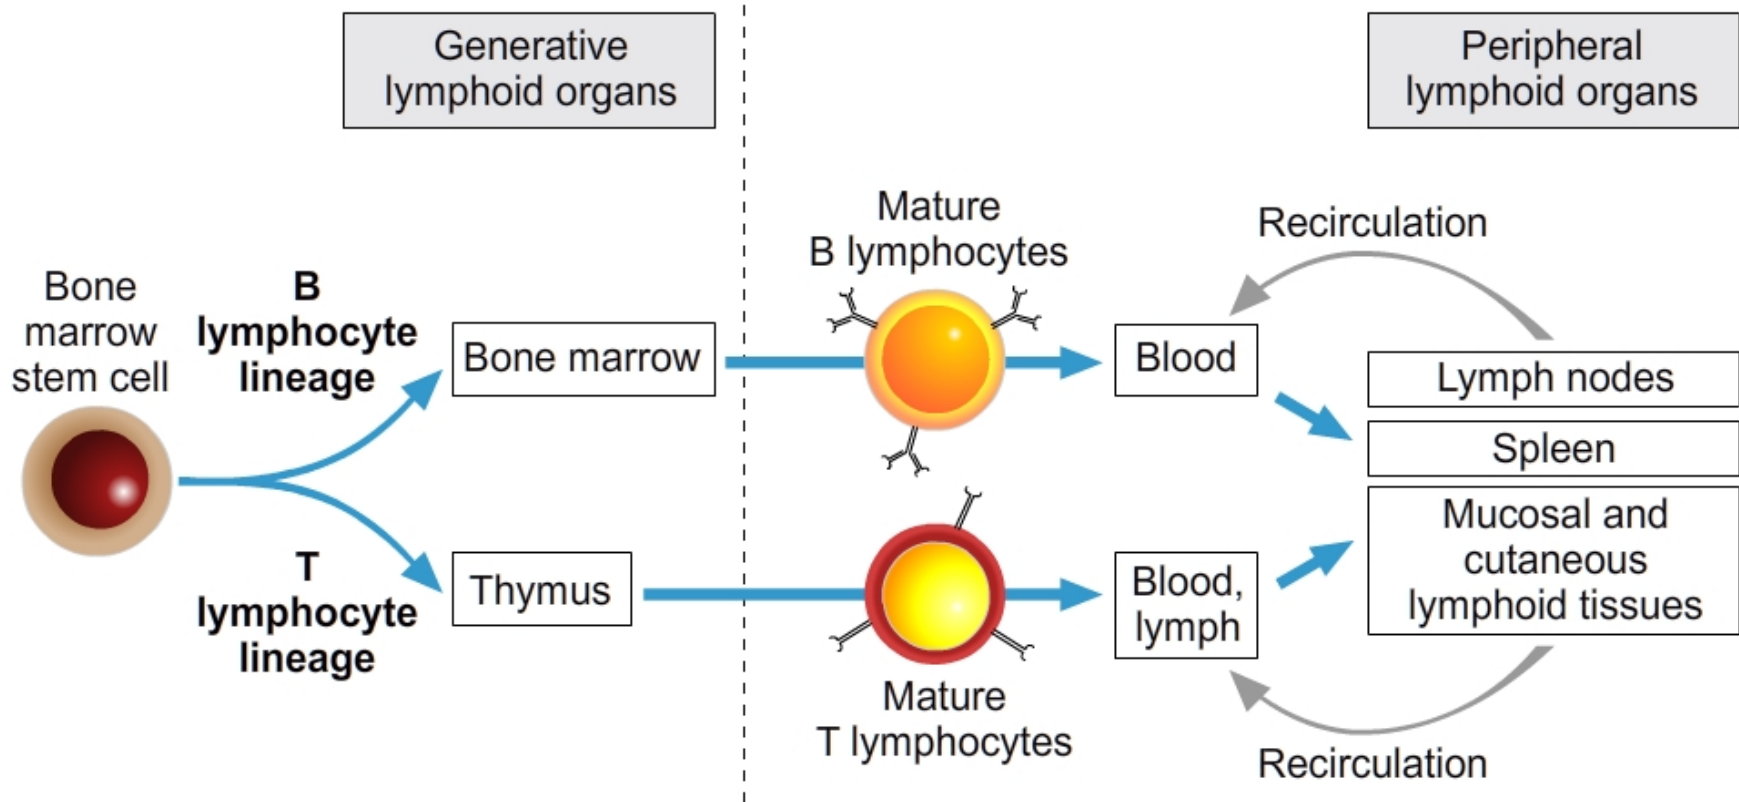 Generative
lymphoid organs
Peripheral
lymphoid organs
Bone
marrow
stem cell
B
lymphocyte
lineage
T
lymphocyte
lineage
Bone marrow
Thymus
Mature
B lymphocytes
Mature
T lymphocytes
Blood
Blood,
lymph
Recirculation
Lymph nodes
Spleen
Mucosal and
cutaneous
lymphoid tissues
Recirculation